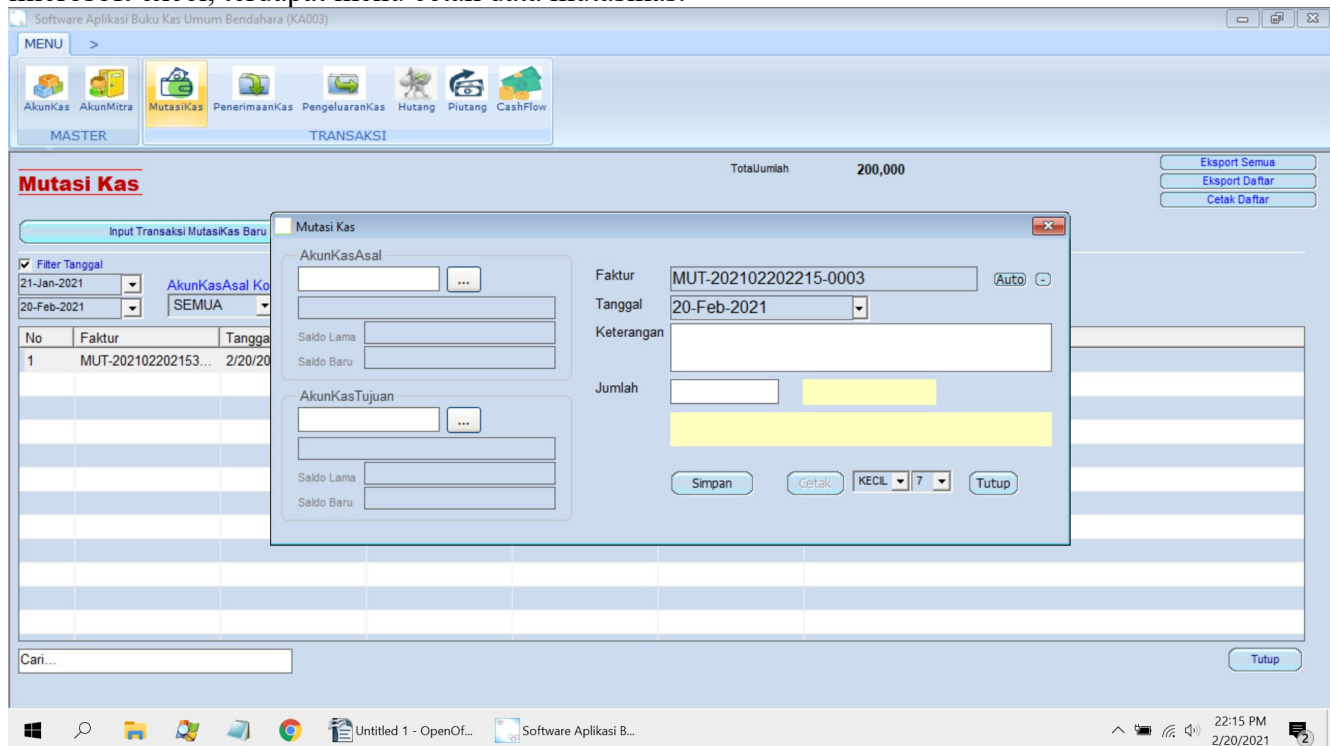 Software Aplikasi Buku Kas Umum Bendahara (KA003)
MENU >
AkunKas AkunMitra MutasiKas PenerimaanKas PengeluaranKas Hutang Piutang CashFlow
MASTER TRANSAKSI
Mutasi Kas
TotalJumlah 200,000
Eksport Semua
Eksport Daftar
Cetak Daftar
Input Transaksi MutasiKas Baru
Filter Tanggal
21-Jan-2021
20-Feb-2021
AkunKasAsal Ko
SEMUA
No Faktur Tangga
1 MUT-202102202153... 2/20/20
Mutasi Kas
AkunKasAsal
...
Saldo Lama
Saldo Baru
AkunKasTujuan
...
Saldo Lama
Saldo Baru
Faktur MUT-202102202215-0003 Auto -
Tanggal 20-Feb-2021
Keterangan
Jumlah
Simpan Cetak KECIL 7 Tutup
Cari...
Tutup
Untitled 1 - OpenOf... Software Aplikasi B...
22:15 PM
2/20/2021
2